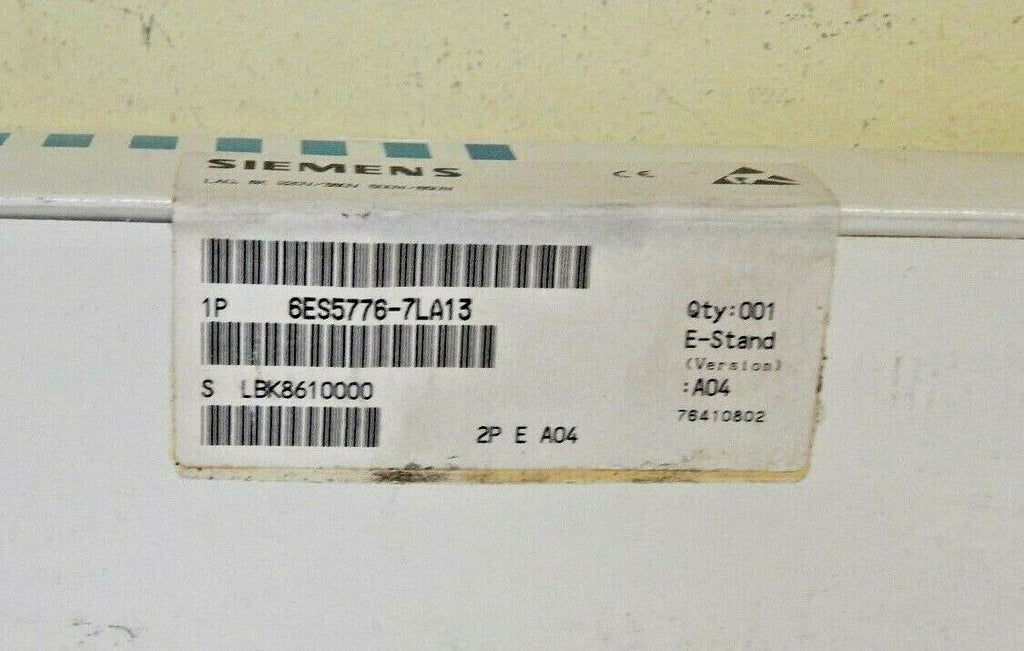 SIEMENS
CE
1P 6ES5776-7LA13
Qty:001
E-Stand
(Version)
S LBK8610000
:A04
76410802
2P E A04